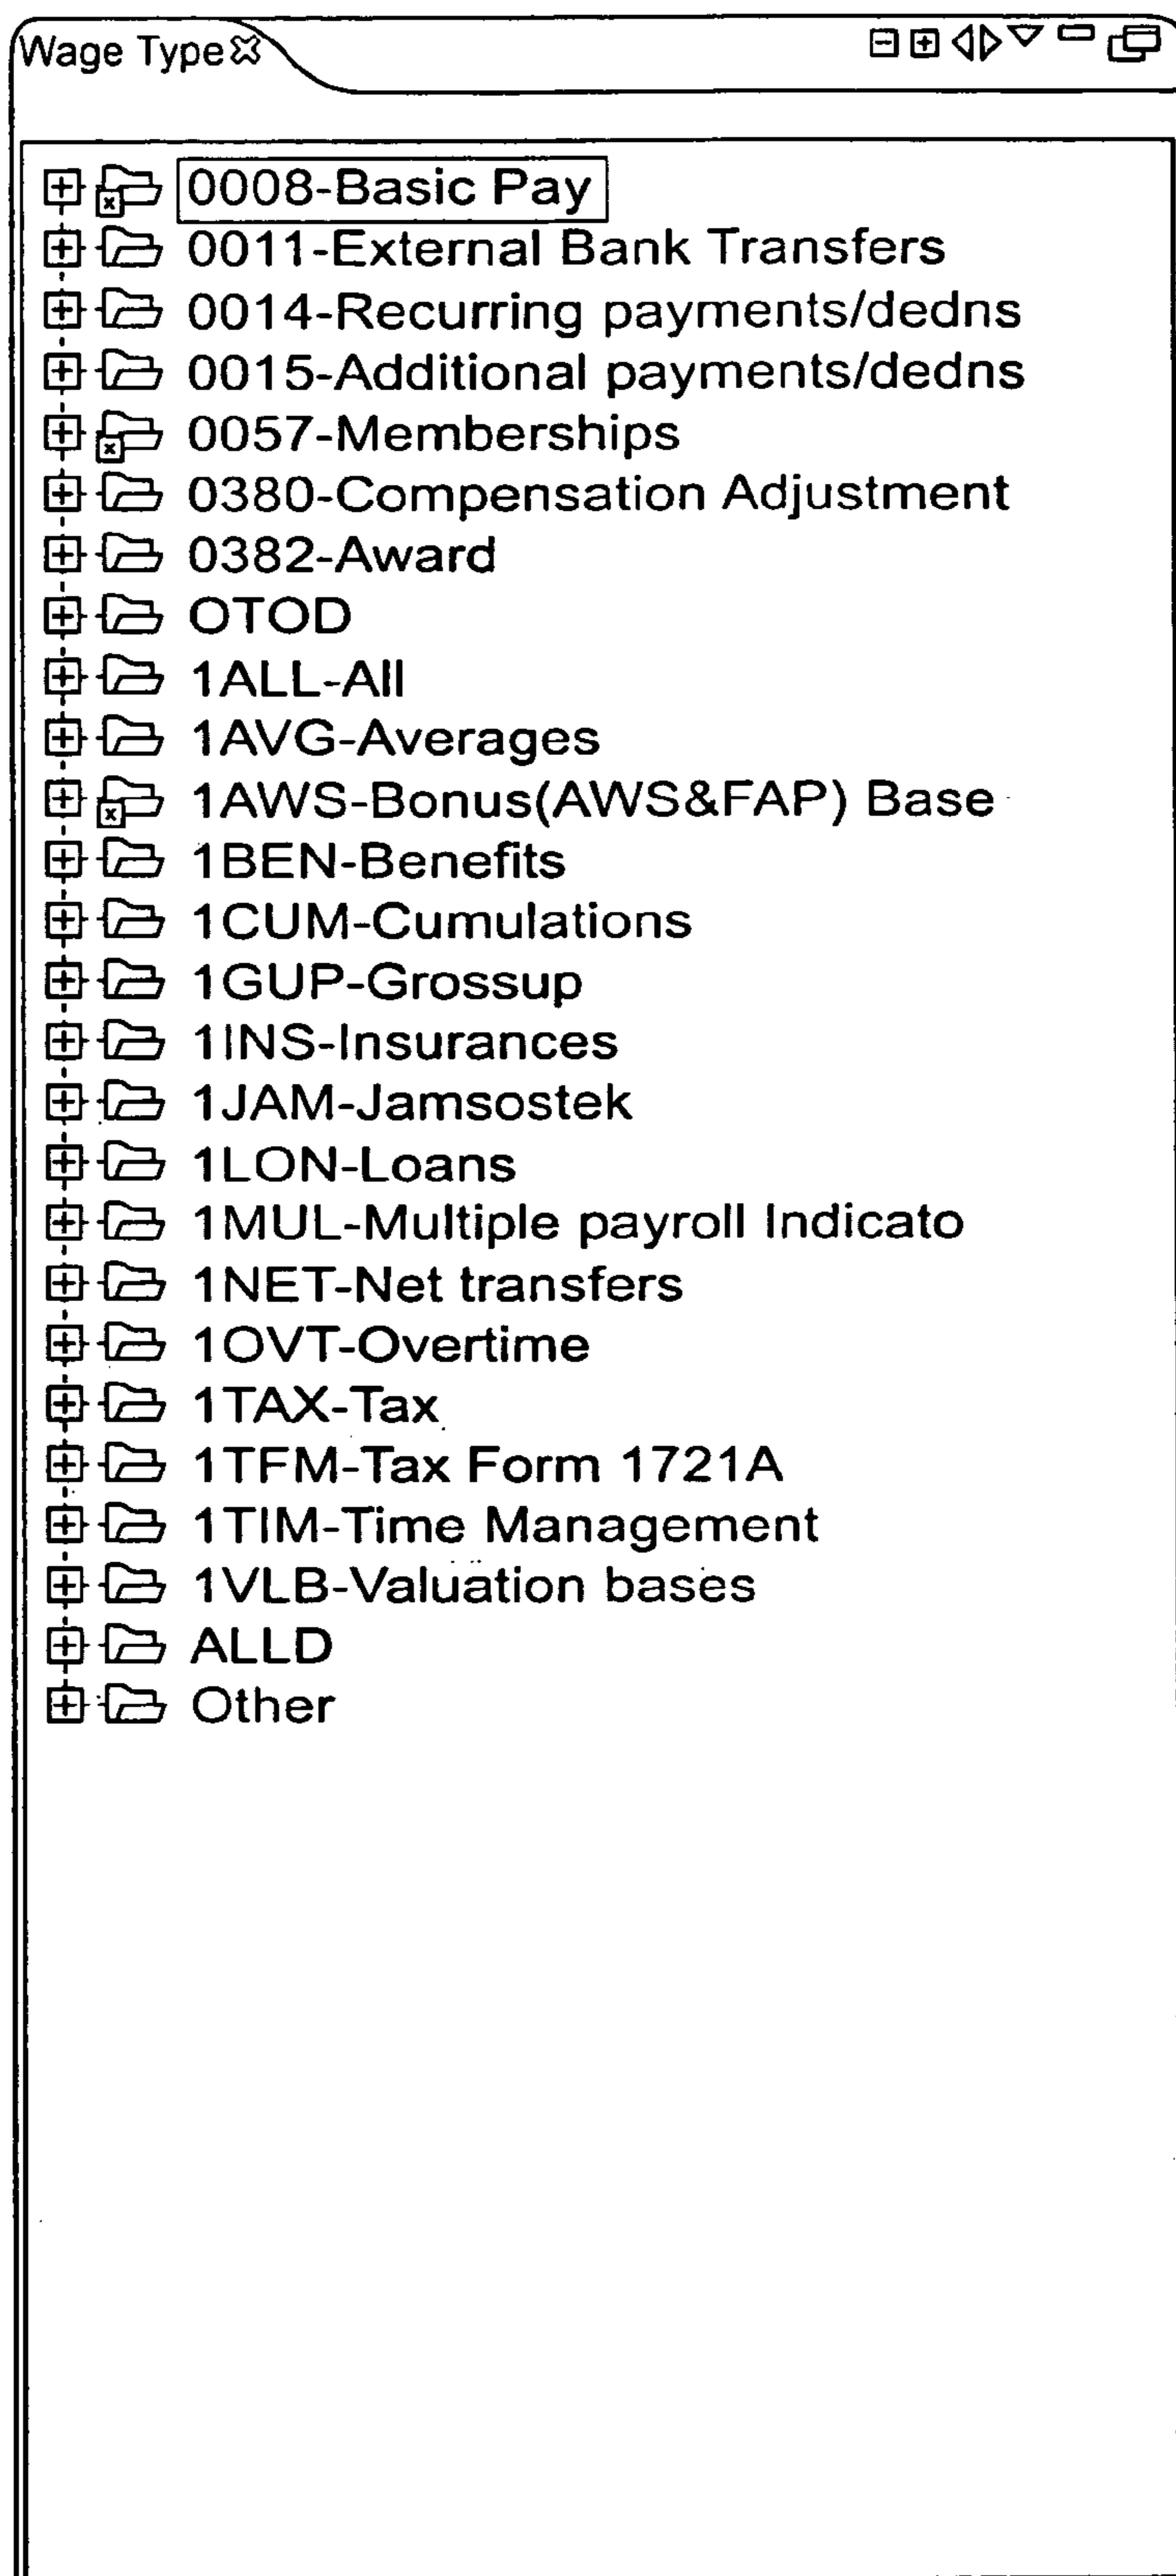 Wage Type
0008-Basic Pay
0011-External Bank Transfers
0014-Recurring payments/dedns
0015-Additional payments/dedns
0057-Memberships
0380-Compensation Adjustment
0382-Award
OTOD
1ALL-All
1AVG-Averages
1AWS-Bonus(AWS&FAP) Base
1BEN-Benefits
1CUM-Cumulations
1GUP-Grossup
1INS-Insurances
1JAM-Jamsostek
1LON-Loans
1MUL-Multiple payroll Indicato
1NET-Net transfers
1OVT-Overtime
1TAX-Tax
1TFM-Tax Form 1721A
1TIM-Time Management
1VLB-Valuation bases
ALLD
Other